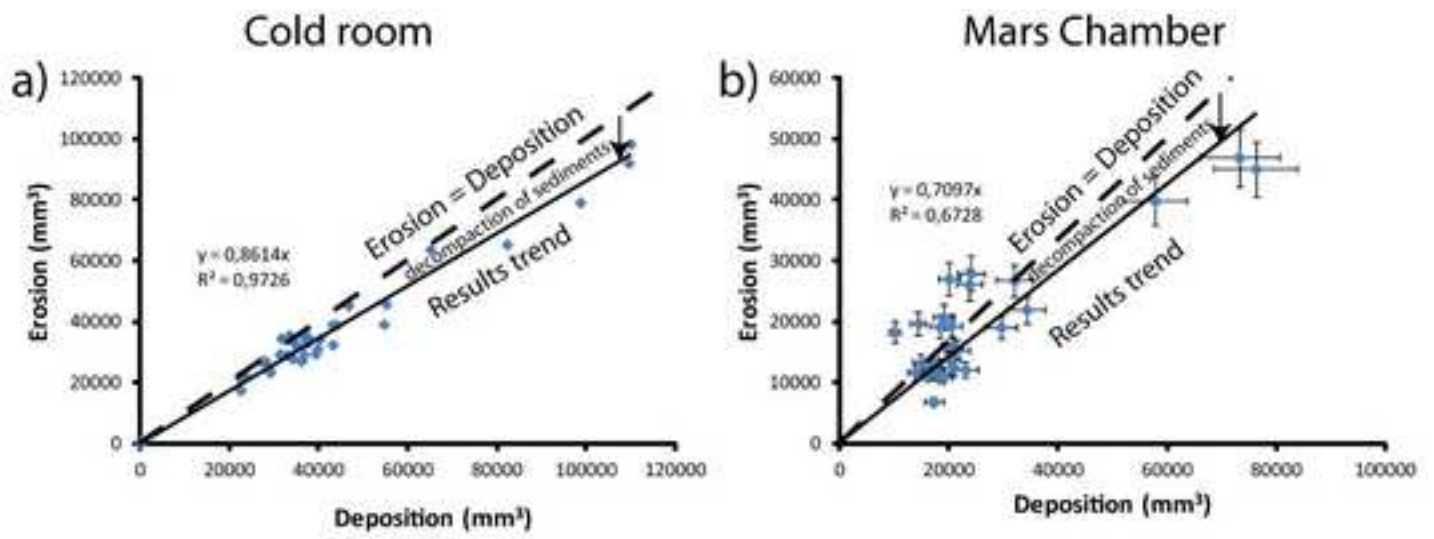 Cold room
a)
120000
100000
80000
60000
40000
20000
0
Erosion (mm³)
y = 0,8614x
R² = 0,9726
Erosion = Deposition
decompaction of sediments
Results trend
0 20000 40000 60000 80000 100000 120000
Deposition (mm³)
Mars Chamber
b)
60000
50000
40000
30000
20000
10000
0
Erosion (mm³)
y = 0,7097x
R² = 0,6728
Erosion = Deposition
decompaction of sediments
Results trend
0 20000 40000 60000 80000 100000
Deposition (mm³)